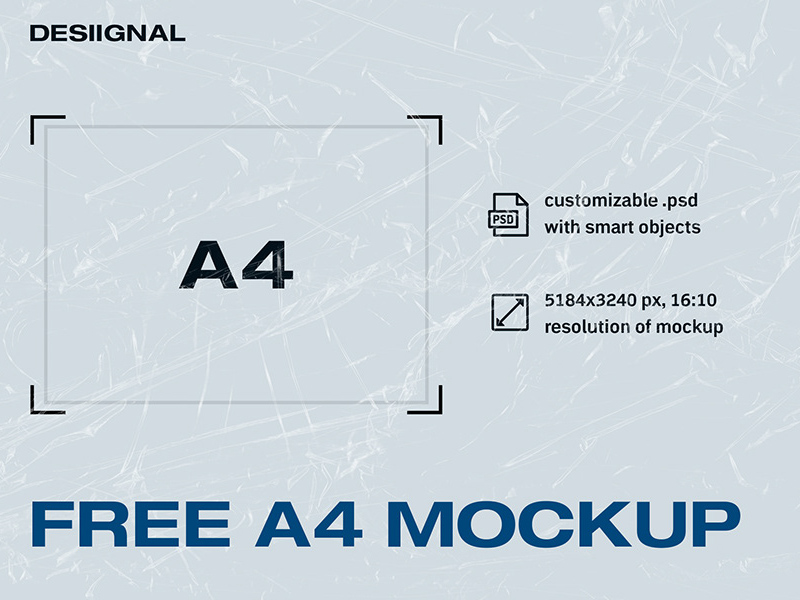 DESIIGNAL
A4
PSD
customizable .psd
with smart objects
5184x3240 px, 16:10
resolution of mockup
FREE A4 MOCKUP